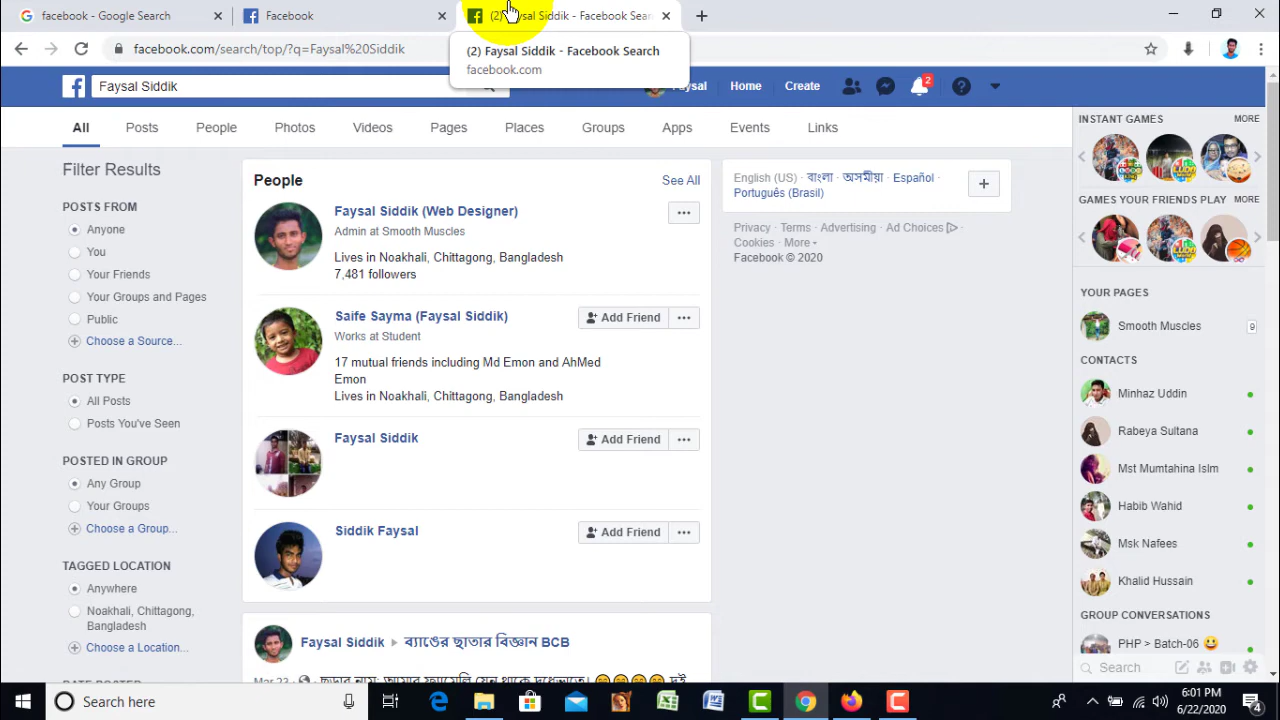 facebook - Google Search
Facebook
(2) Faysal Siddik - Facebook Sear
facebook.com/search/top/?q=Faysal%20Siddik
(2) Faysal Siddik - Facebook Search
facebook.com
Faysal Siddik
Faysal
Home
Create
2
All
Posts
People
Photos
Videos
Pages
Places
Groups
Apps
Events
Links
Filter Results
POSTS FROM
Anyone
You
Your Friends
Your Groups and Pages
Public
Choose a Source...
POST TYPE
All Posts
Posts You've Seen
POSTED IN GROUP
Any Group
Your Groups
Choose a Group...
TAGGED LOCATION
Anywhere
Noakhali, Chittagong,
Bangladesh
Choose a Location...
People
See All
Faysal Siddik (Web Designer)
Admin at Smooth Muscles
Lives in Noakhali, Chittagong, Bangladesh
7,481 followers
Saife Sayma (Faysal Siddik)
Works at Student
Add Friend
17 mutual friends including Md Emon and AhMed
Emon
Lives in Noakhali, Chittagong, Bangladesh
Faysal Siddik
Add Friend
Siddik Faysal
Add Friend
Faysal Siddik ▸ ব্যাঙের ছাতার বিজ্ঞান BCB
English (US) · বাংলা · অসমীয়া · Español ·
Português (Brasil)
Privacy · Terms · Advertising · Ad Choices ·
Cookies · More
Facebook © 2020
INSTANT GAMES
MORE
GAMES YOUR FRIENDS PLAY
MORE
YOUR PAGES
Smooth Muscles
9
CONTACTS
Minhaz Uddin
Rabeya Sultana
Mst Mumtahina Islm
Habib Wahid
Msk Nafees
Khalid Hussain
GROUP CONVERSATIONS
PHP > Batch-06 😀
Search
Search here
6:01 PM
6/22/2020
4